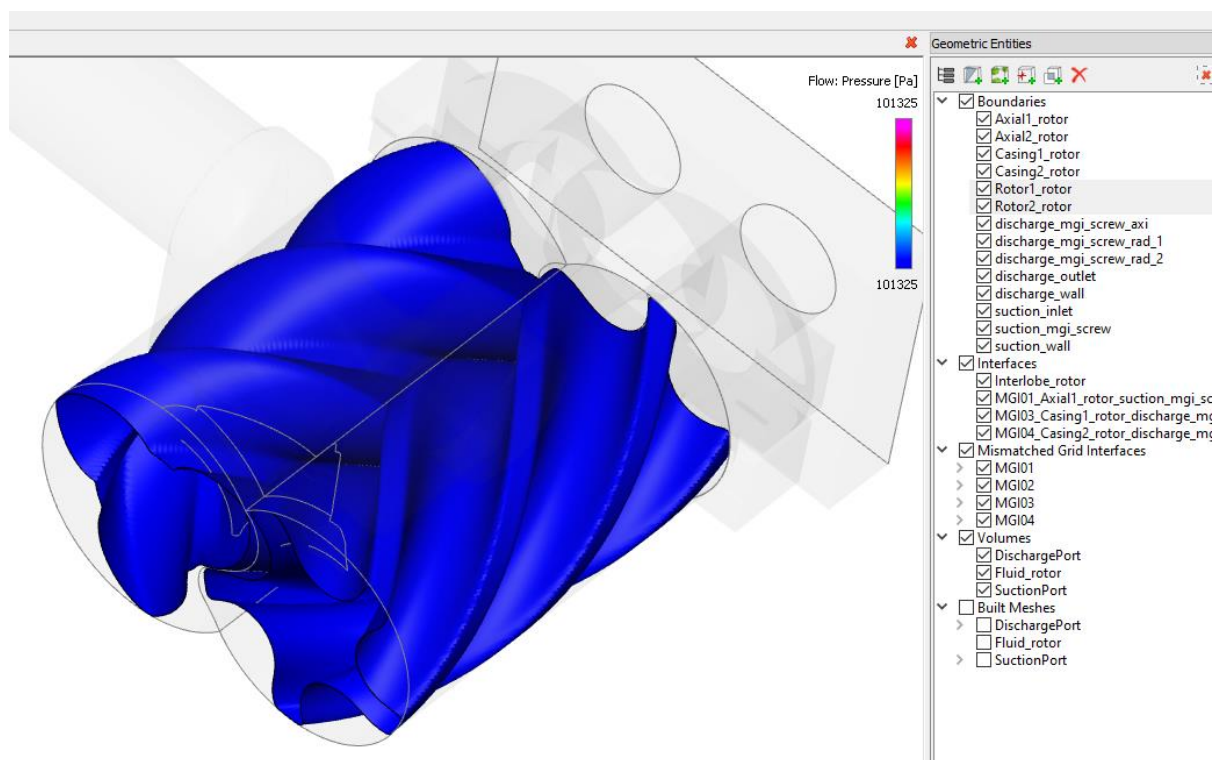 Geometric Entities
Flow: Pressure [Pa]
101325
101325
Boundaries
Axial1_rotor
Axial2_rotor
Casing1_rotor
Casing2_rotor
Rotor1_rotor
Rotor2_rotor
discharge_mgi_screw_axi
discharge_mgi_screw_rad_1
discharge_mgi_screw_rad_2
discharge_outlet
discharge_wall
suction_inlet
suction_mgi_screw
suction_wall
Interfaces
Interlobe_rotor
MGI01_Axial1_rotor_suction_mgi_sc
MGI03_Casing1_rotor_discharge_mg
MGI04_Casing2_rotor_discharge_mg
Mismatched Grid Interfaces
MGI01
MGI02
MGI03
MGI04
Volumes
DischargePort
Fluid_rotor
SuctionPort
Built Meshes
DischargePort
Fluid_rotor
SuctionPort